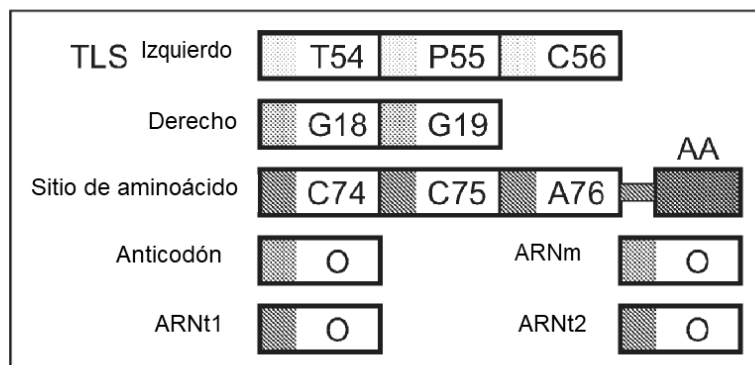 TLS Izquierdo T54 P55 C56
Derecho G18 G19
AA
Sitio de aminoácido C74 C75 A76
Anticodón O ARNm O
ARNt1 O ARNt2 O